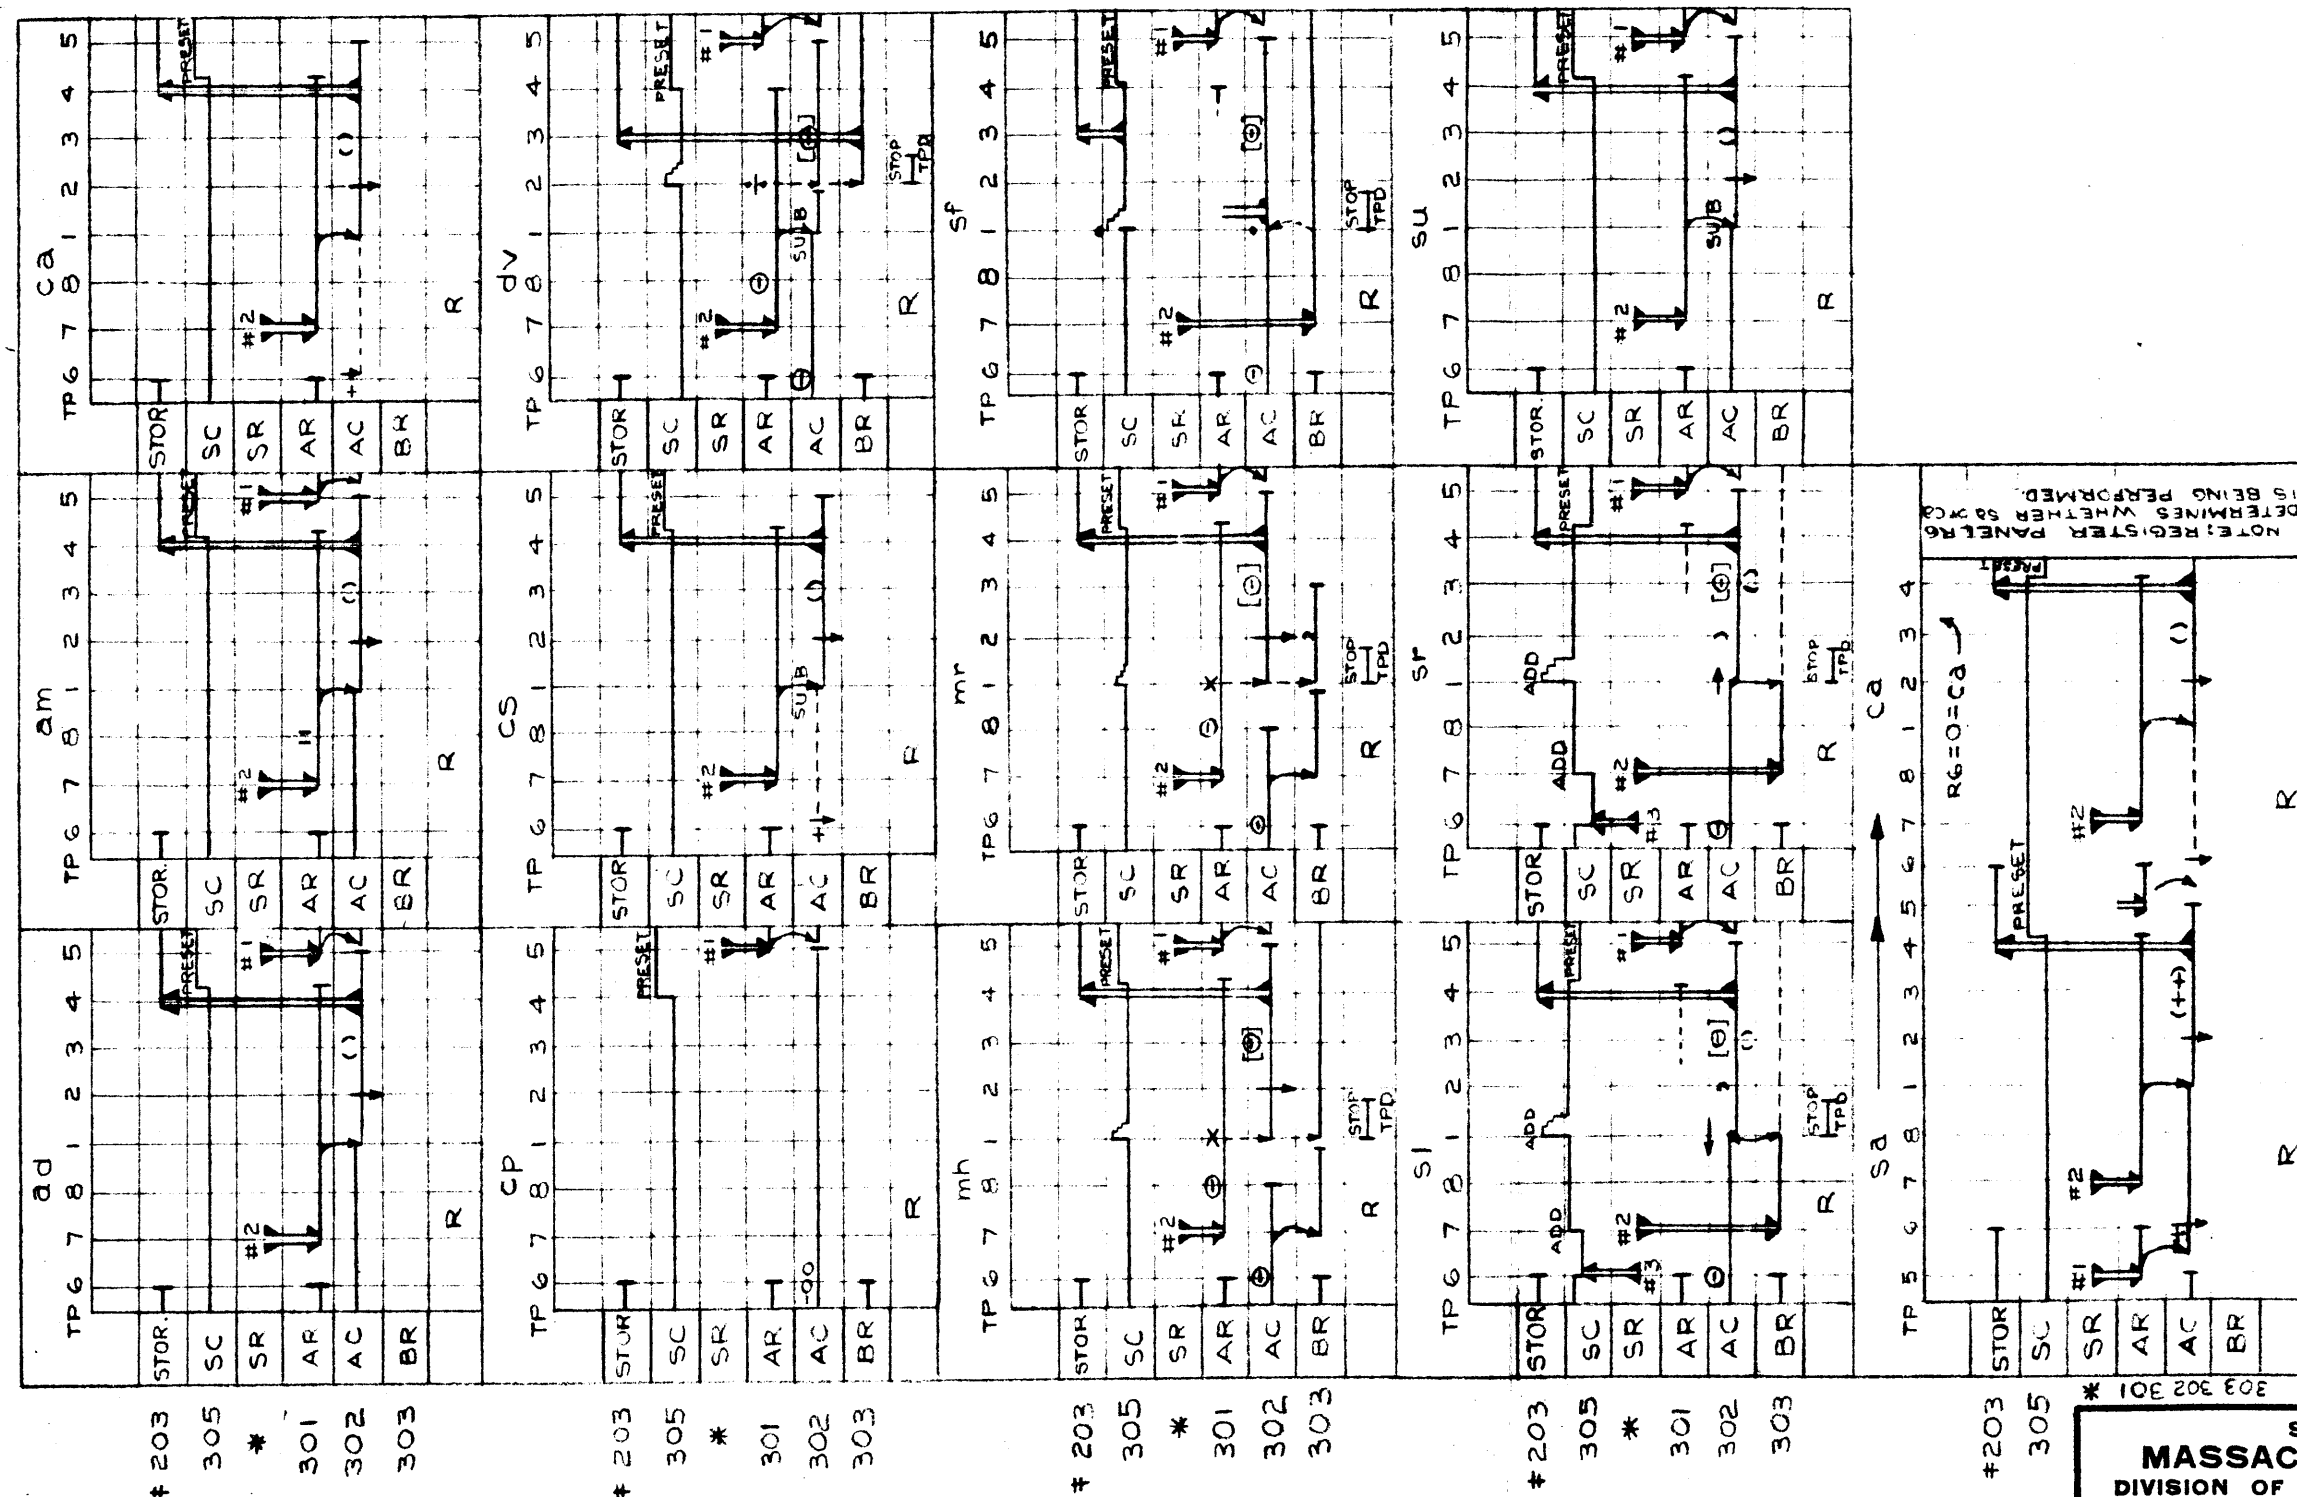 ad
TP 6 7 8 1 2 3 4 5
STOR.
SC
SR
AR
AC
BR
#2
( )
PRESET
#1
R
am
TP 6 7 8 1 2 3 4 5
STOR.
SC
SR
AR
AC
BR
#2
( )
PRESET
#1
R
ca
TP 6 7 8 1 2 3 4 5
STOR
SC
SR
AR
AC
BR
+
#2
( )
PRESET
R
# 203
305
*
301
302
303
cp
TP 6 7 8 1 2 3 4 5
STOR
SC
SR
AR
AC
BR
PRESET
#1
R
cs
TP 6 7 8 1 2 3 4 5
STOR
SC
SR
AR
AC
BR
+
#2
SUB
( )
PRESET
R
dv
TP 6 7 8 1 2 3 4 5
STOR
SC
SR
AR
AC
BR
#2
SUB
÷
PRESET
#1
STOP
TPD
R
# 203
305
*
301
302
303
mh
TP 6 7 8 1 2 3 4 5
STOR
SC
SR
AR
AC
BR
#2
×
PRESET
#1
STOP
TPD
R
mr
TP 6 7 8 1 2 3 4 5
STOR
SC
SR
AR
AC
BR
#2
×
PRESET
#1
STOP
TPD
R
sf
TP 6 7 8 1 2 3 4 5
STOR
SC
SR
AR
AC
BR
#2
PRESET
#1
STOP
TPD
R
# 203
305
*
301
302
303
sl
TP 6 7 8 1 2 3 4 5
STOR
SC
SR
AR
AC
BR
#3
ADD
#2
ADD
( )
PRESET
#1
STOP
TPD
R
sr
TP 6 7 8 1 2 3 4 5
STOR
SC
SR
AR
AC
BR
#3
ADD
#2
ADD
( )
PRESET
#1
STOP
TPD
R
su
TP 6 7 8 1 2 3 4 5
STOR.
SC
SR
AR
AC
BR
#2
SUB
( )
PRESET
#1
R
# 203
305
*
301
302
303
sa
ca
TP 5 6 7 8 1 2 3 4 5 6 7 8 1 2 3 4
STOR
SC
SR
AR
AC
BR
#1
#2
(++)
PRESET
#2
R6=0=ca
( )
PRESET
R
R
NOTE: REGISTER PANEL R6
DETERMINES WHETHER sa or ca
IS BEING PERFORMED.
#203
305
* 301 302 303
MASSAC
DIVISION OF